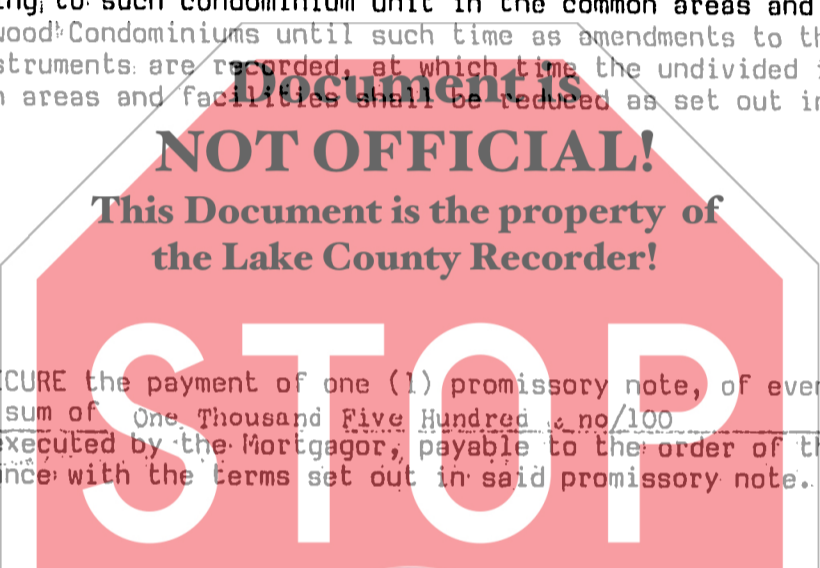 to such condominium unit in the common areas and
wood Condominiums until such time as amendments to th
struments are recorded, at which time the undivided i
areas and facilities shall be reduced as set out in
Document is
NOT OFFICIAL!
This Document is the property of
the Lake County Recorder!
STOP
CURE the payment of one (1) promissory note, of even
sum of One Thousand Five Hundred & no/100
executed by the Mortgagor, payable to the order of th
nce with the terms set out in said promissory note.